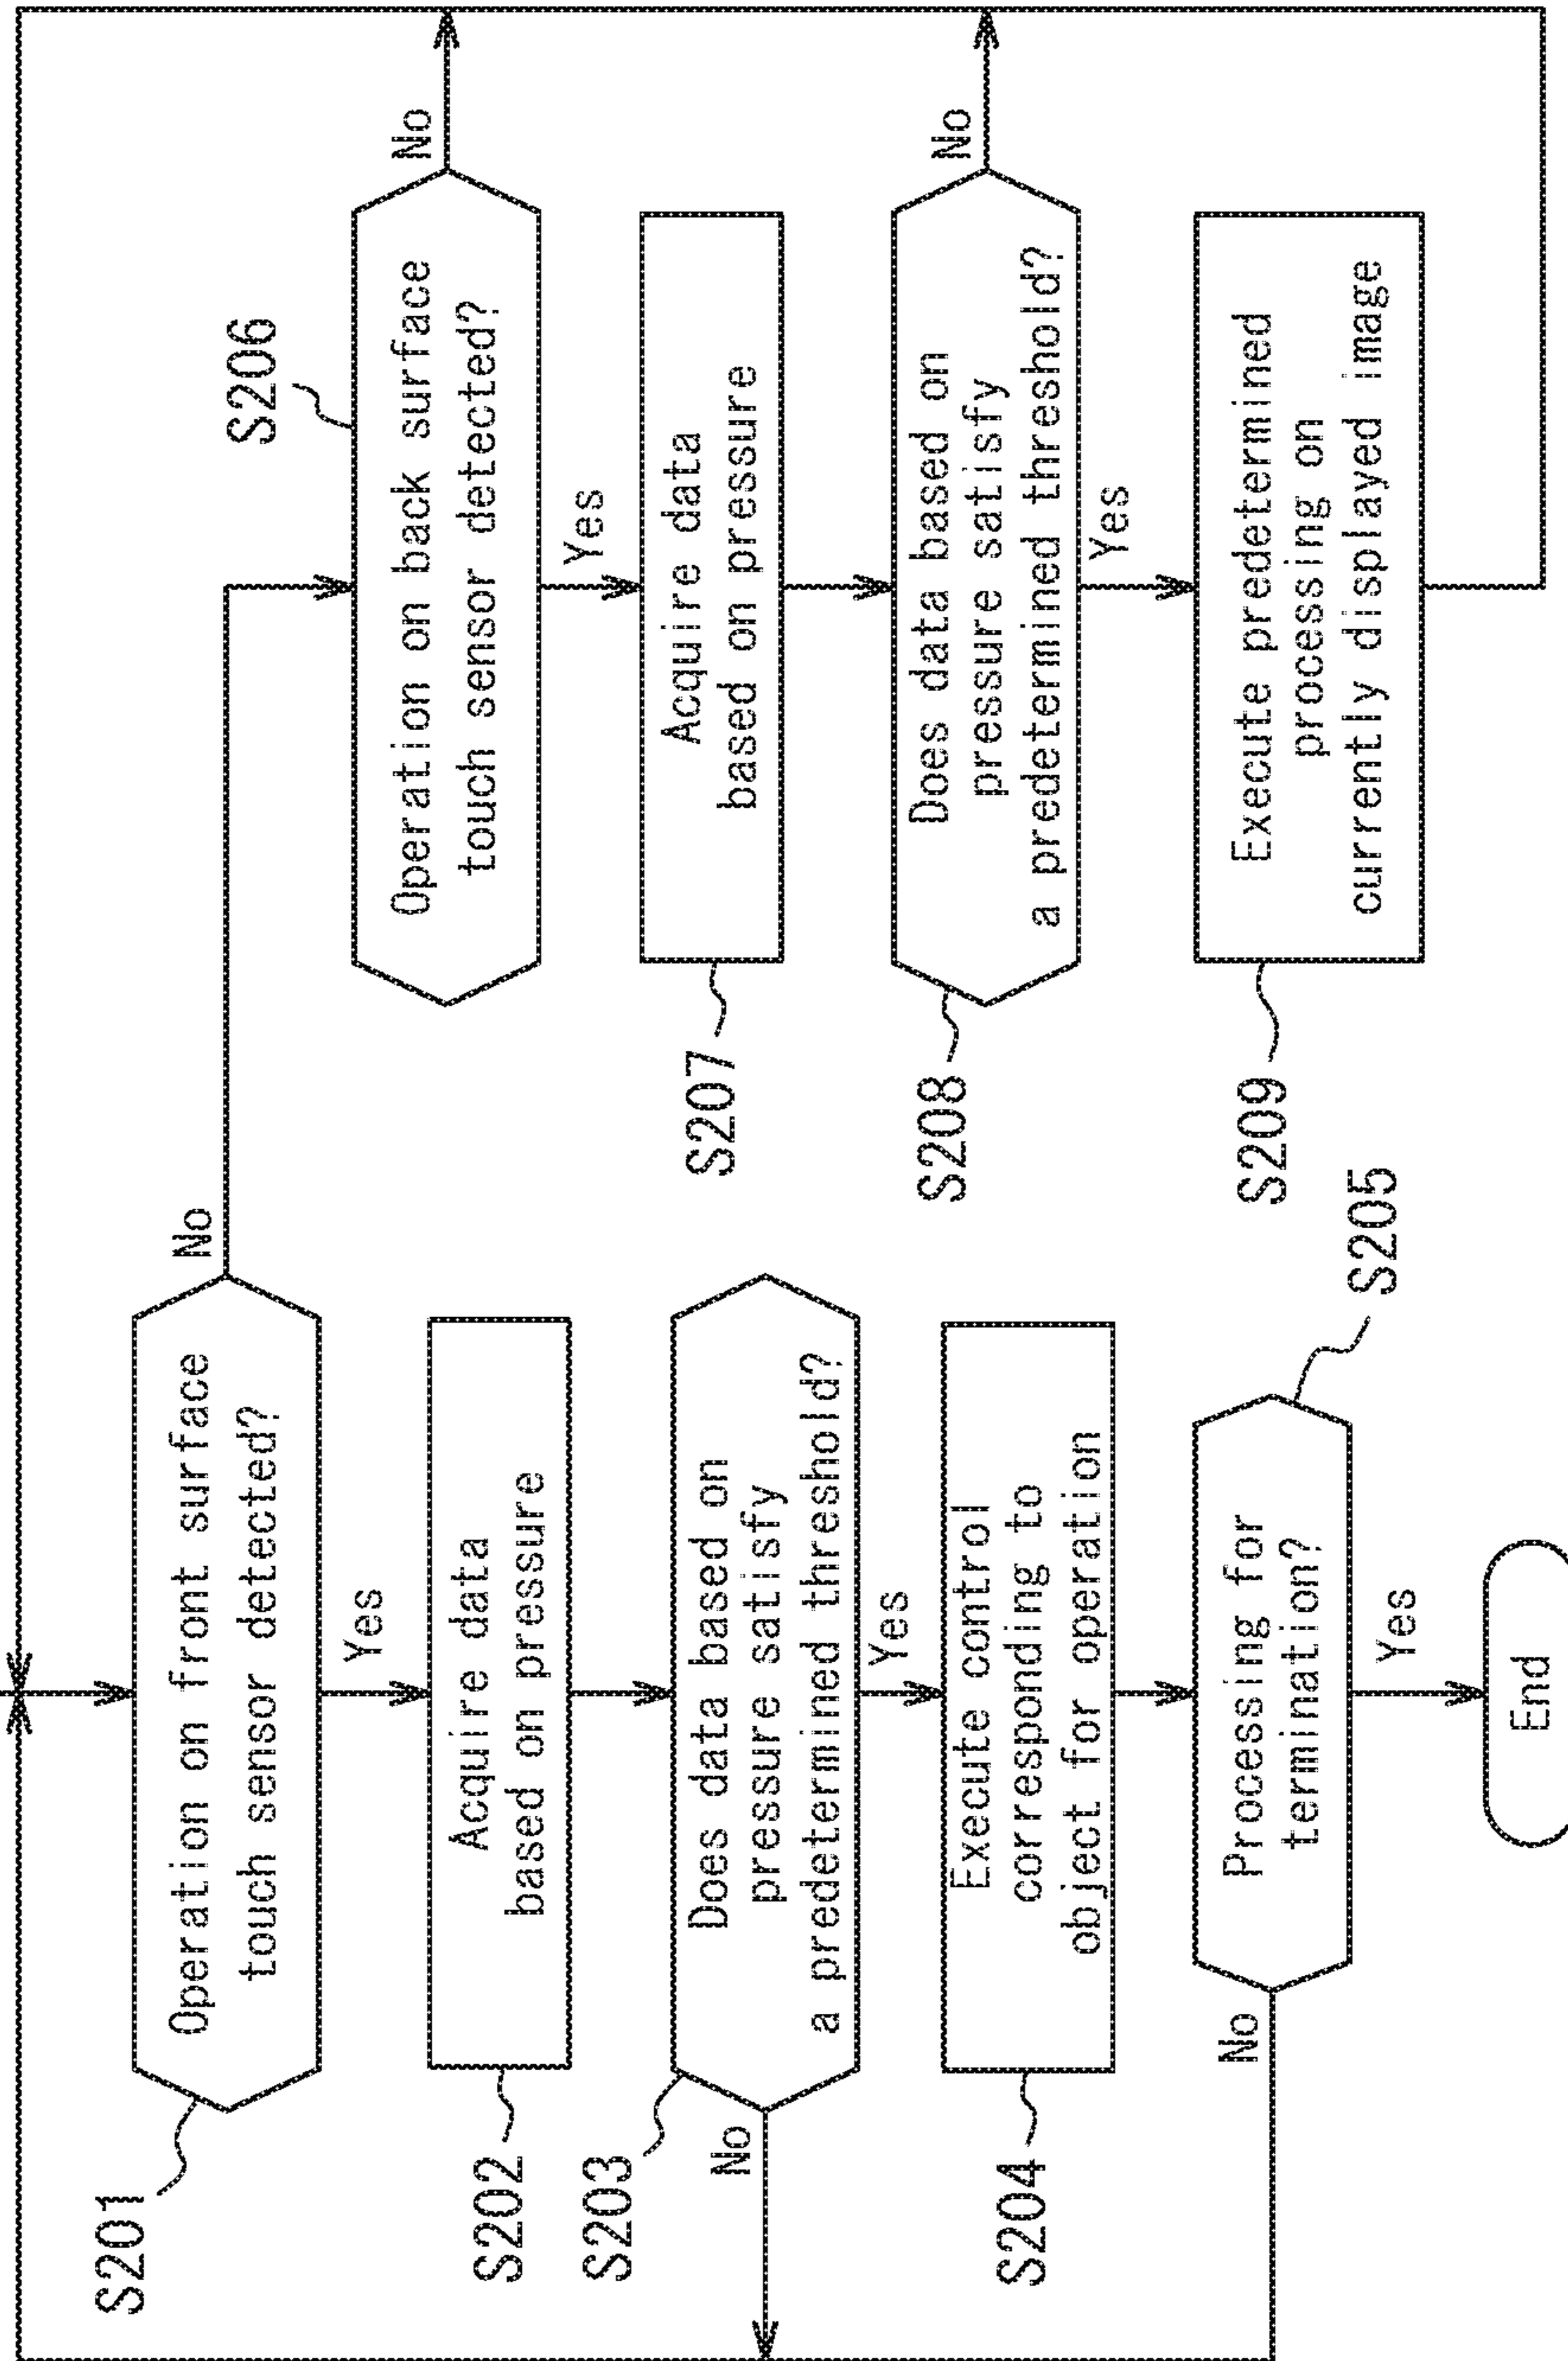 S201
Operation on front surface
touch sensor detected?
No
Yes
S202
Acquire data
based on pressure
S203
Does data based on
pressure satisfy
a predetermined threshold?
No
Yes
S204
Execute control
corresponding to
object for operation
S205
Processing for
termination?
No
Yes
End
S206
Operation on back surface
touch sensor detected?
No
Yes
S207
Acquire data
based on pressure
S208
Does data based on
pressure satisfy
a predetermined threshold?
No
Yes
S209
Execute predetermined
processing on
currently displayed image